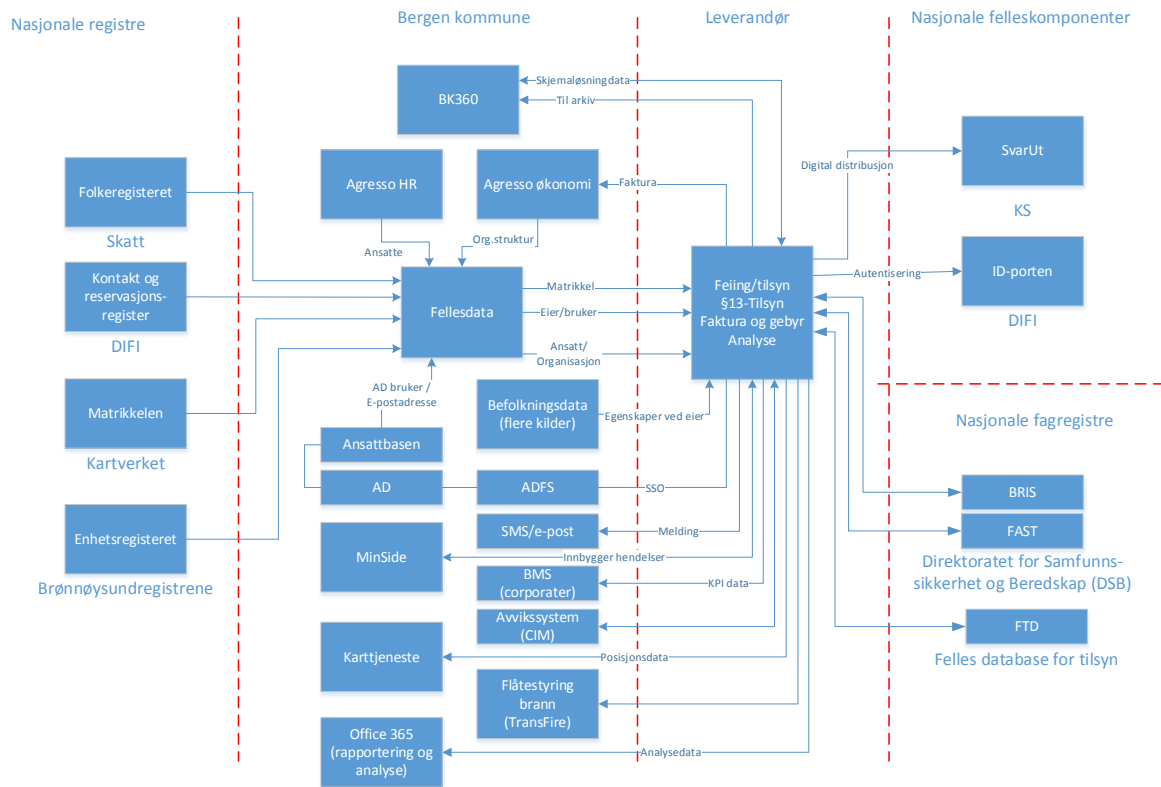 Nasjonale registre
Bergen kommune
Leverandør
Nasjonale felleskomponenter
BK360
Skjemaløsningdata
Til arkiv
Agresso HR
Agresso økonomi
Faktura
Digital distribusjon
SvarUt
KS
Folkeregisteret
Skatt
Ansatte
Org.struktur
Kontakt og
reservasjons-
register
DIFI
Fellesdata
Matrikkel
Eier/bruker
Ansatt/
Organisasjon
Feiing/tilsyn
§13-Tilsyn
Faktura og gebyr
Analyse
Autentisering
ID-porten
DIFI
Matrikkelen
Kartverket
AD bruker /
E-postadresse
Befolkningsdata
(flere kilder)
Egenskaper ved eier
Nasjonale fagregistre
Ansattbasen
AD
ADFS
SSO
BRIS
FAST
Direktoratet for Samfunns-
sikkerhet og Beredskap (DSB)
Enhetsregisteret
Brønnøysundregistrene
SMS/e-post
Melding
MinSide
Innbygger hendelser
BMS
(corporater)
KPI data
Avvikssystem
(CIM)
FTD
Felles database for tilsyn
Karttjeneste
Posisjonsdata
Flåtestyring
brann
(TransFire)
Office 365
(rapportering og
analyse)
Analysedata